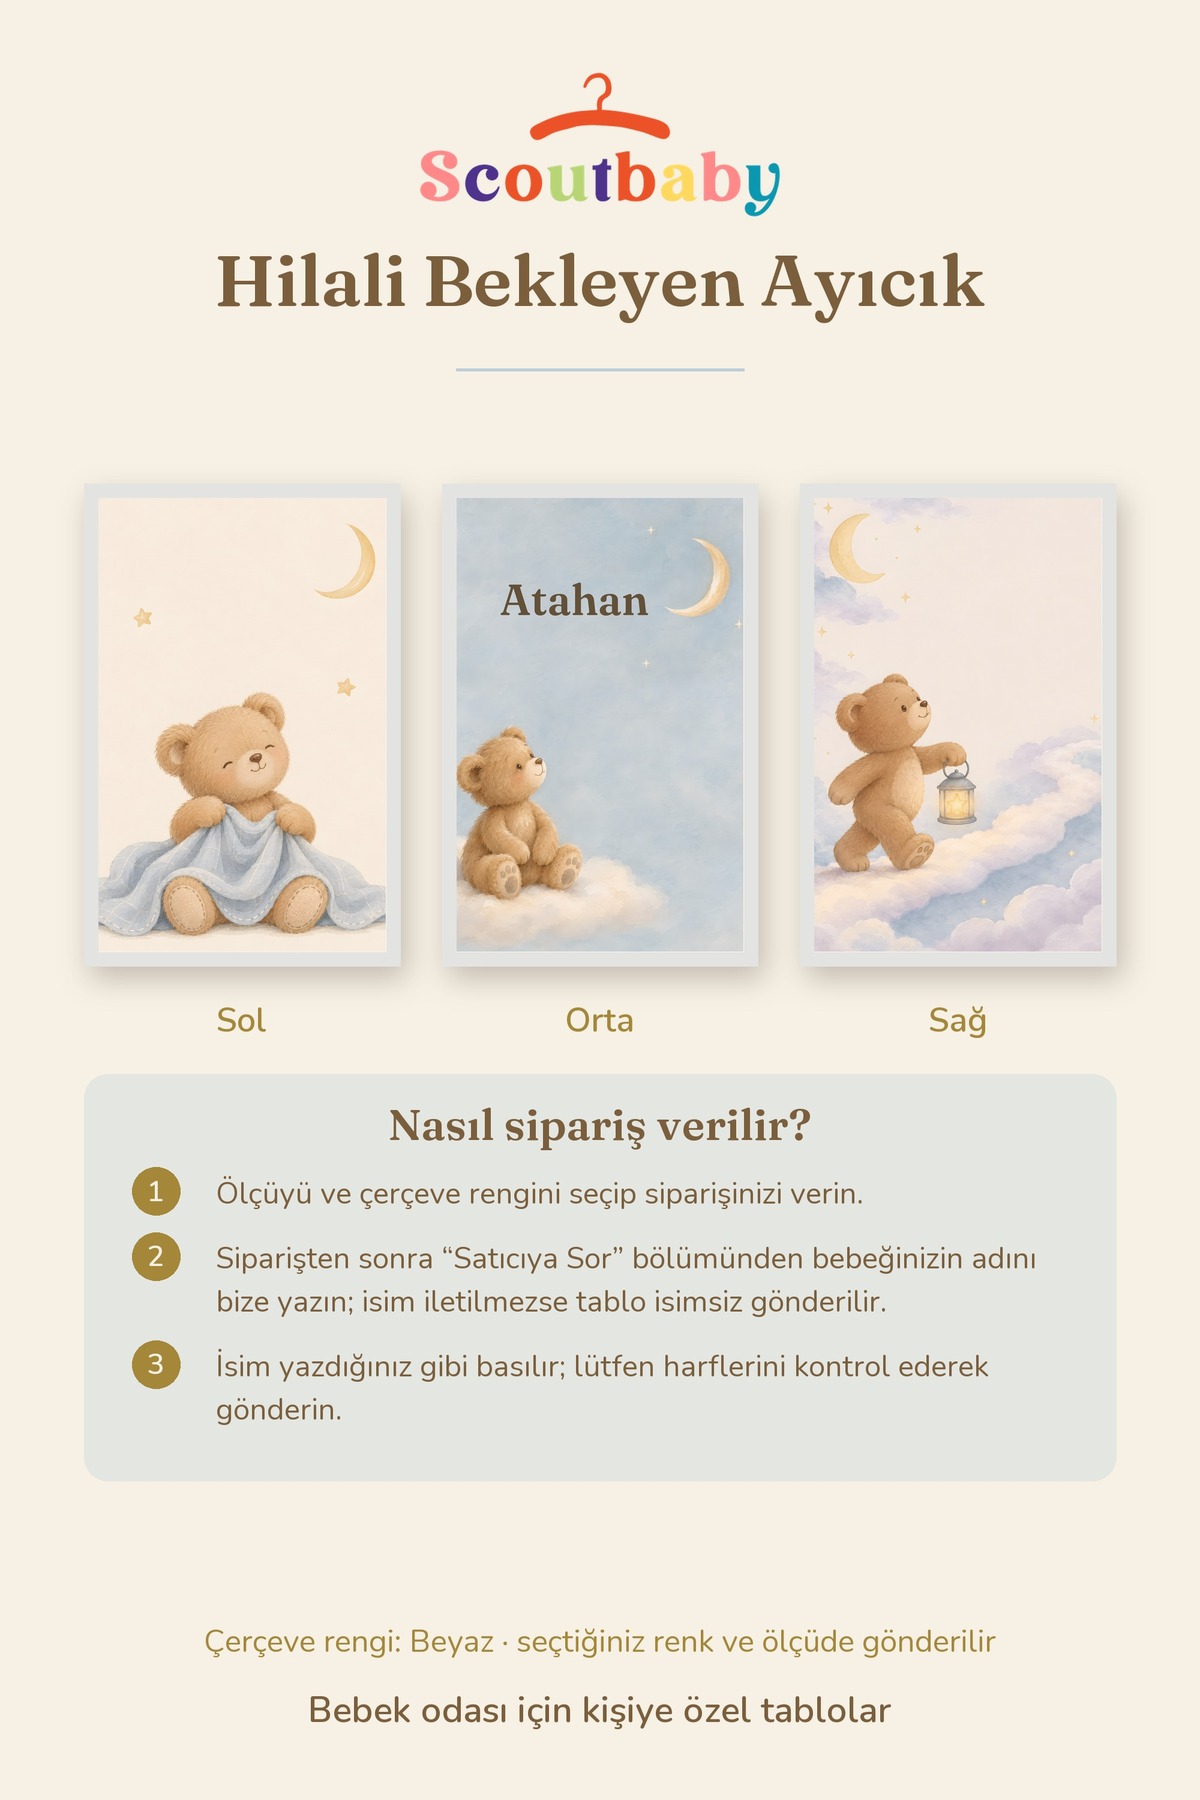 Scoutbaby
Hilali Bekleyen Ayıcık
Atahan
Sol
Orta
Sağ
Nasıl sipariş verilir?
1 Ölçüyü ve çerçeve rengini seçip siparişinizi verin.
2 Siparişten sonra “Satıcıya Sor” bölümünden bebeğinizin adını
bize yazın; isim iletilmezse tablo isimsiz gönderilir.
3 İsim yazdığınız gibi basılır; lütfen harflerini kontrol ederek
gönderin.
Çerçeve rengi: Beyaz · seçtiğiniz renk ve ölçüde gönderilir
Bebek odası için kişiye özel tablolar